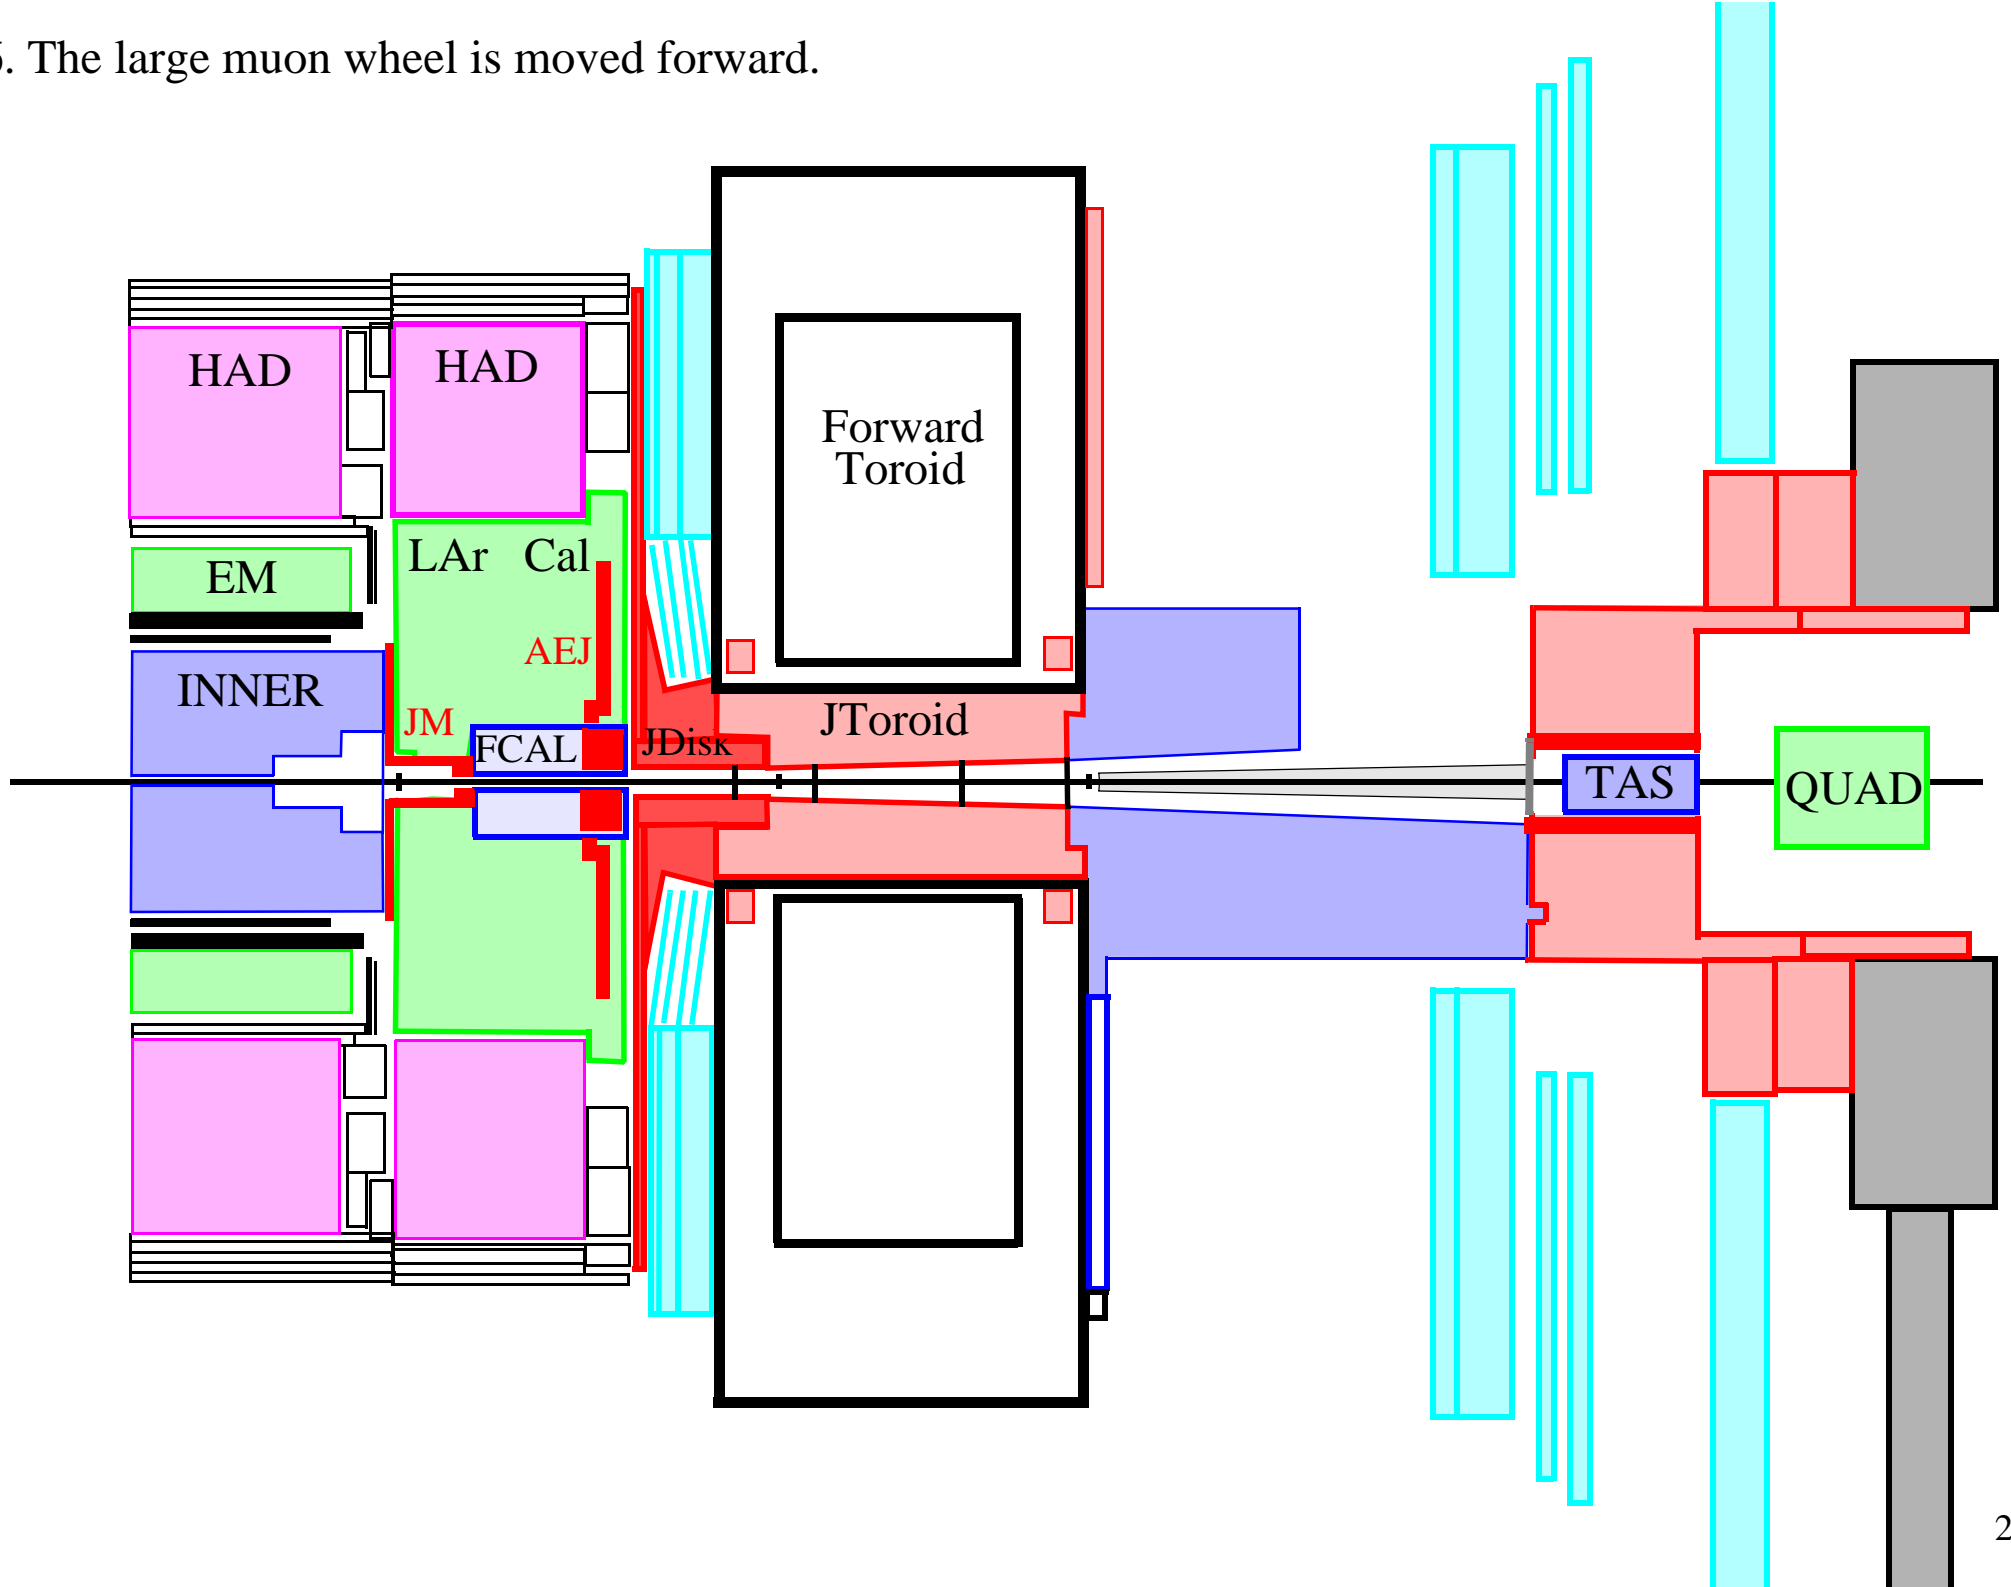 . The large muon wheel is moved forward.
HAD
HAD
Forward
Toroid
LAr Cal
EM
AEJ
INNER
JM
JToroid
FCAL
JDisk
TAS
QUAD
2